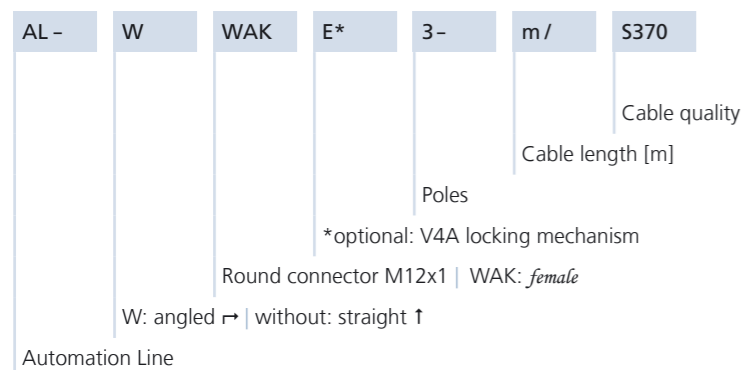 AL – W WAK E* 3 – m / S370
Cable quality
Cable length [m]
Poles
*optional: V4A locking mechanism
Round connector M12x1 | WAK: female
W: angled ↱ | without: straight ↑
Automation Line